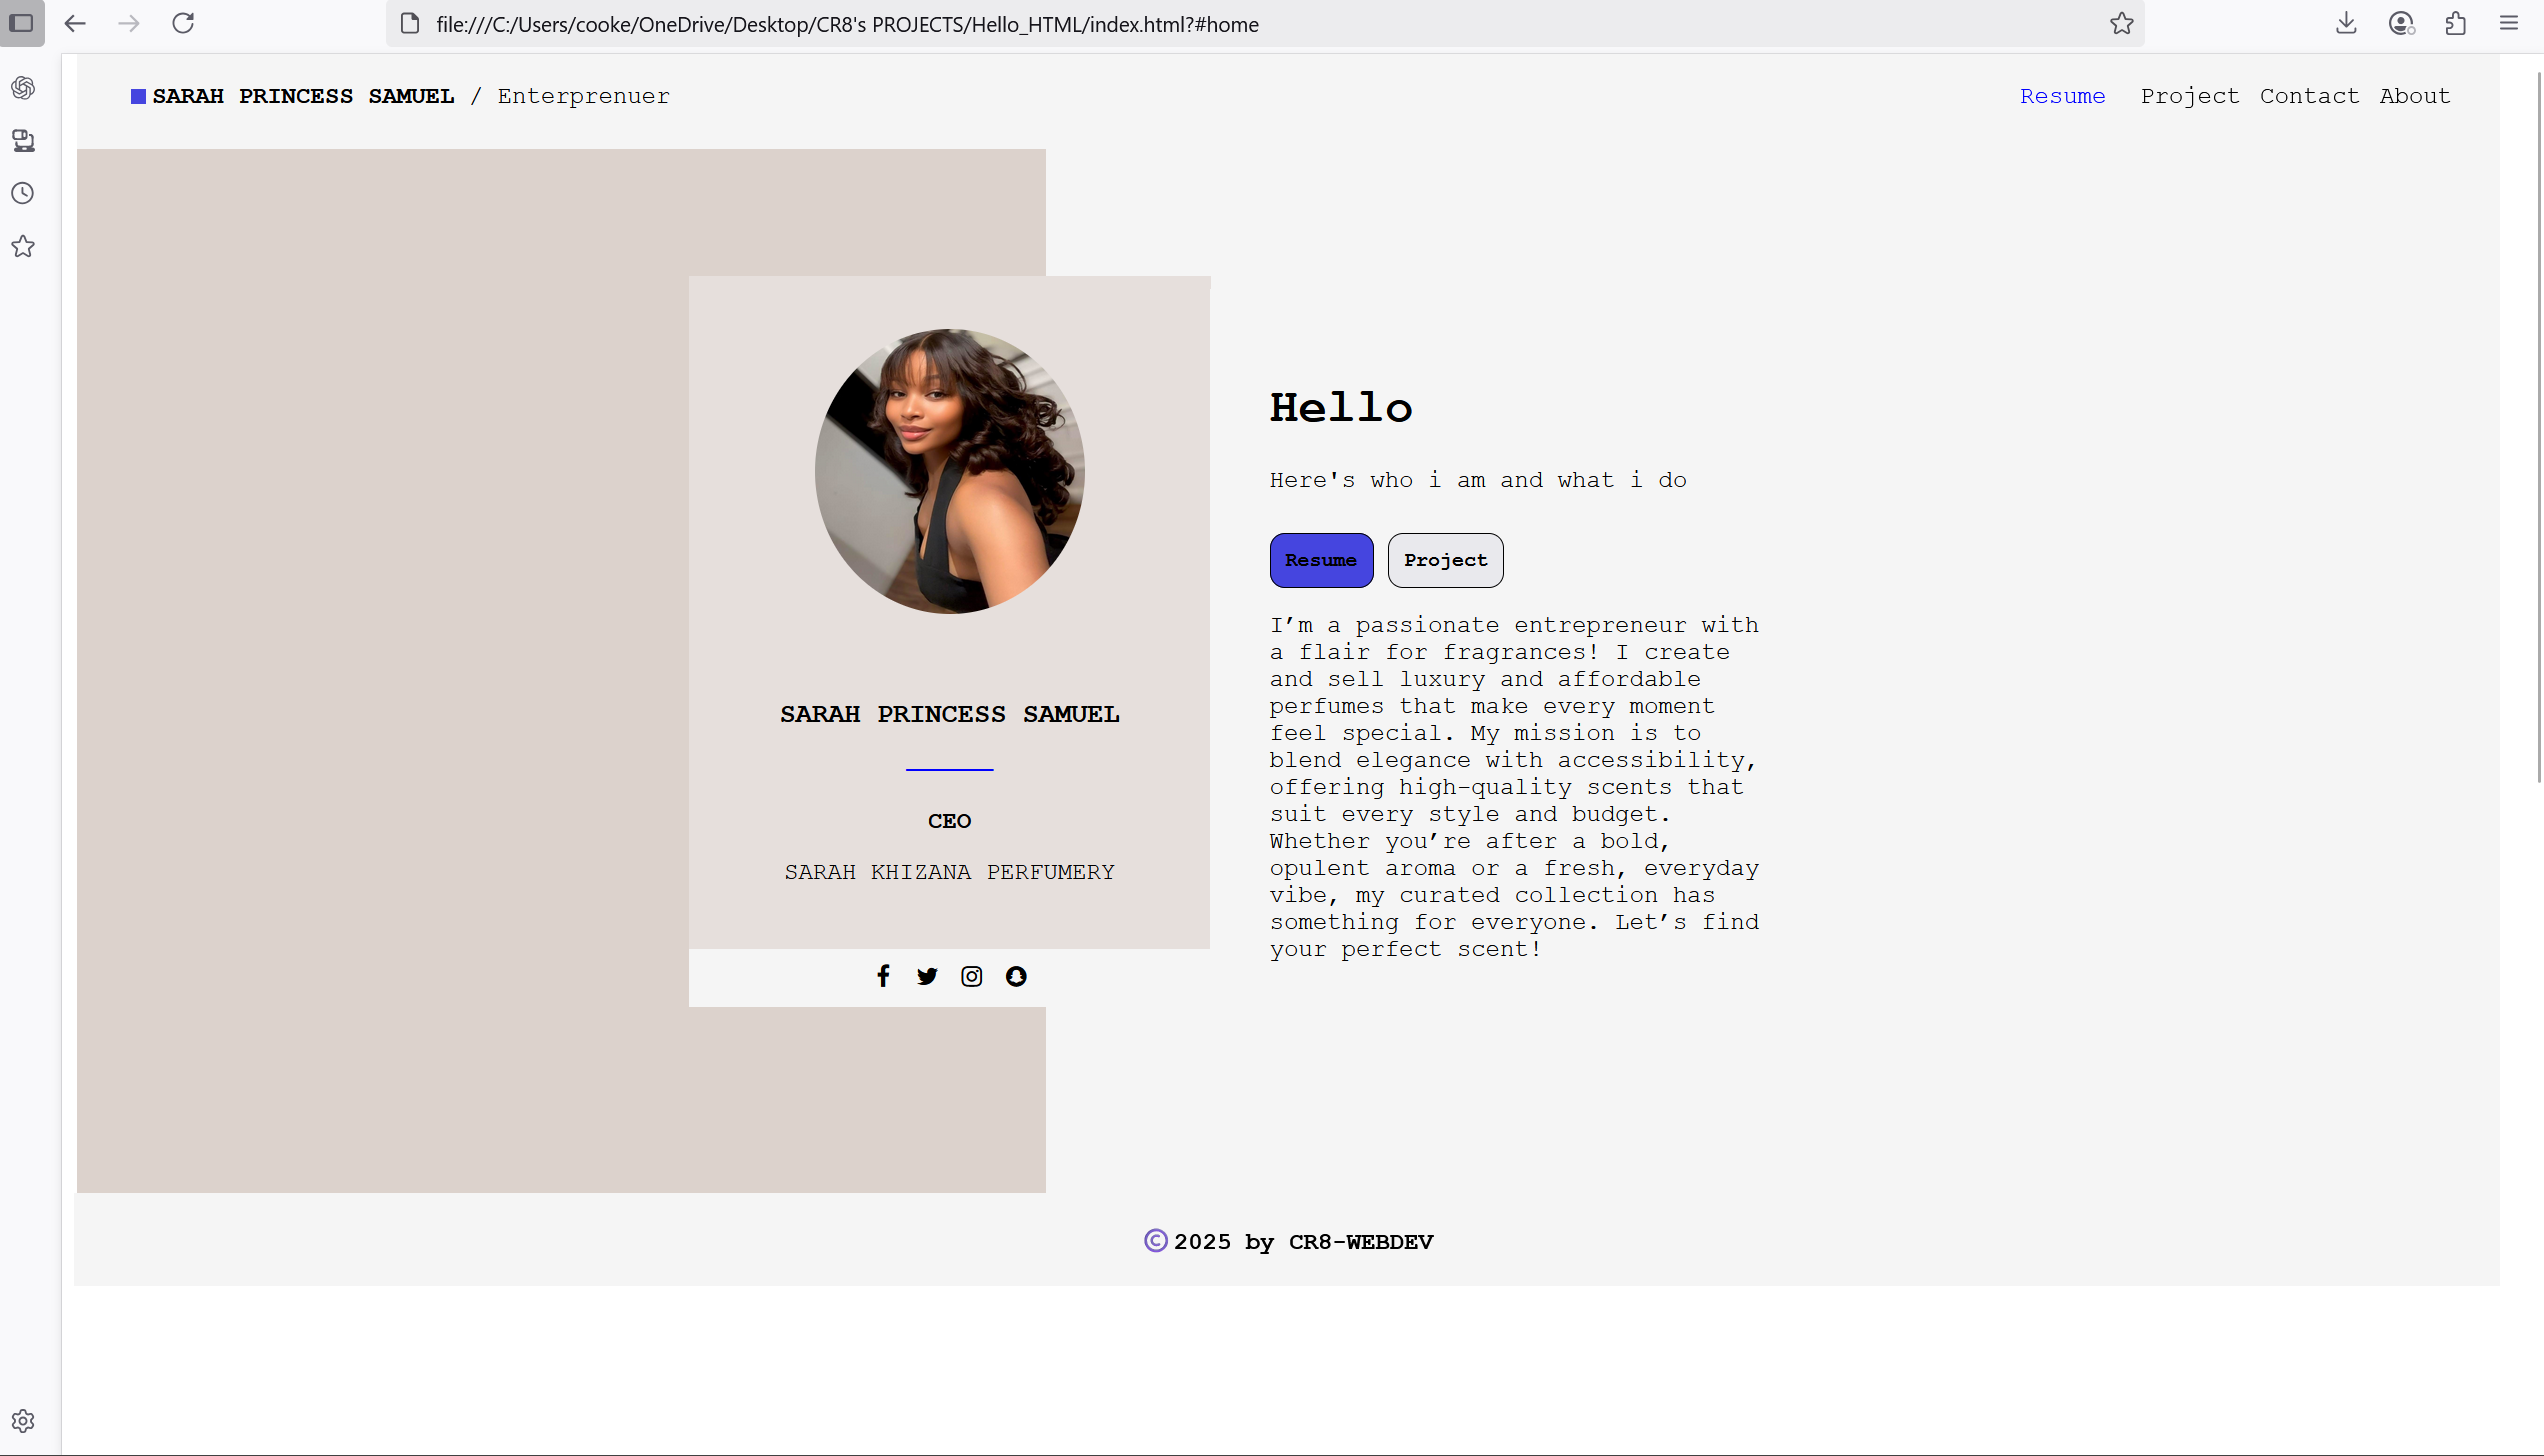 file:///C:/Users/cooke/OneDrive/Desktop/CR8's PROJECTS/Hello_HTML/index.html?#home
SARAH PRINCESS SAMUEL / Enterprenuer
Resume Project Contact About
SARAH PRINCESS SAMUEL
CEO
SARAH KHIZANA PERFUMERY
Hello
Here's who i am and what i do
Resume Project
I’m a passionate entrepreneur with
a flair for fragrances! I create
and sell luxury and affordable
perfumes that make every moment
feel special. My mission is to
blend elegance with accessibility,
offering high-quality scents that
suit every style and budget.
Whether you’re after a bold,
opulent aroma or a fresh, everyday
vibe, my curated collection has
something for everyone. Let’s find
your perfect scent!
© 2025 by CR8-WEBDEV